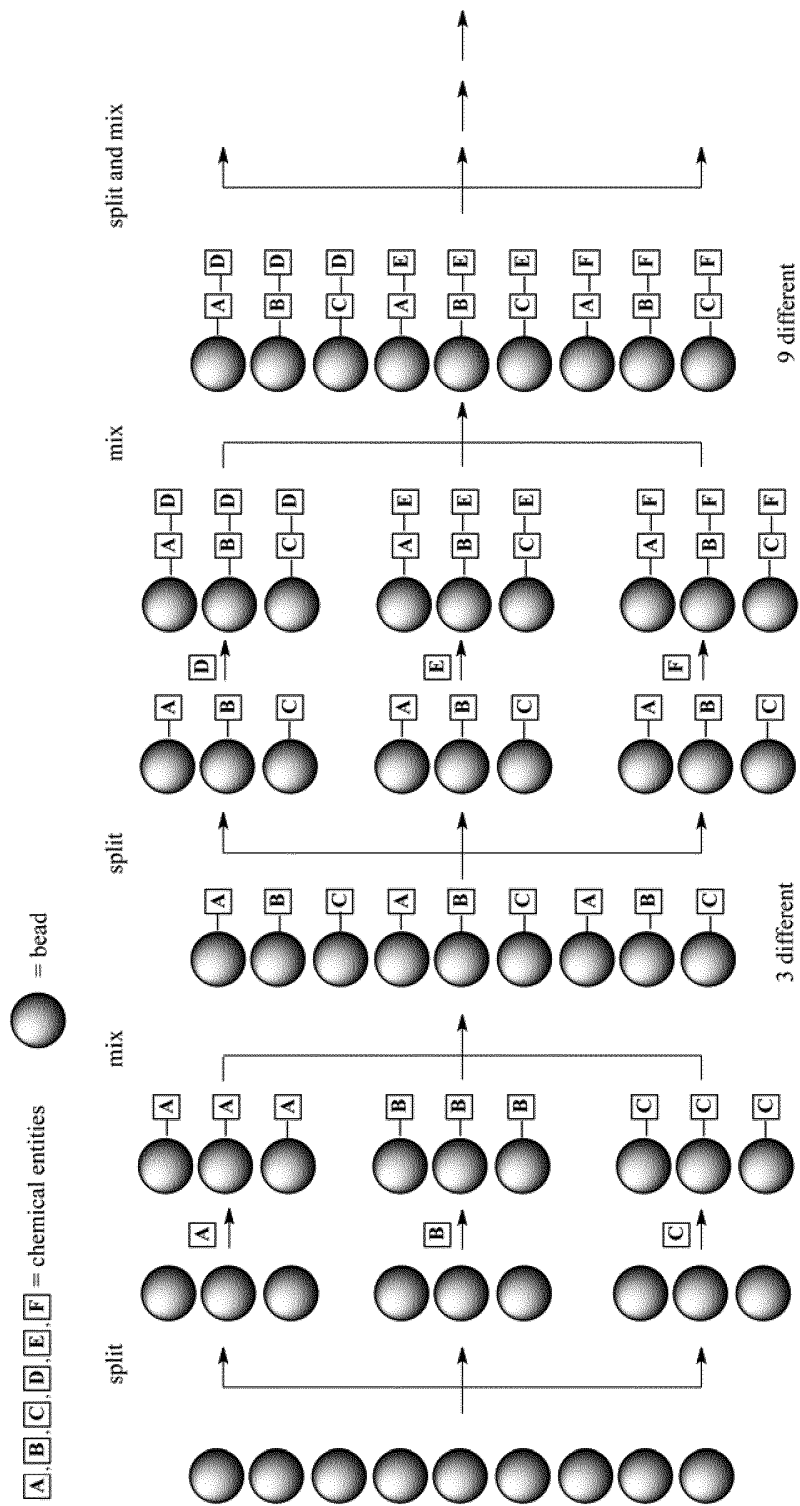 A, B, C, D, E, F = chemical entities
= bead
split
mix
split
mix
split and mix
A
A
A
A
B
B
B
B
C
C
C
C
A
B
C
A
B
C
A
B
C
3 different
A
B
C
D
A D
B D
C D
A
B
C
E
A E
B E
C E
A
B
C
F
A F
B F
C F
A D
B D
C D
A E
B E
C E
A F
B F
C F
9 different